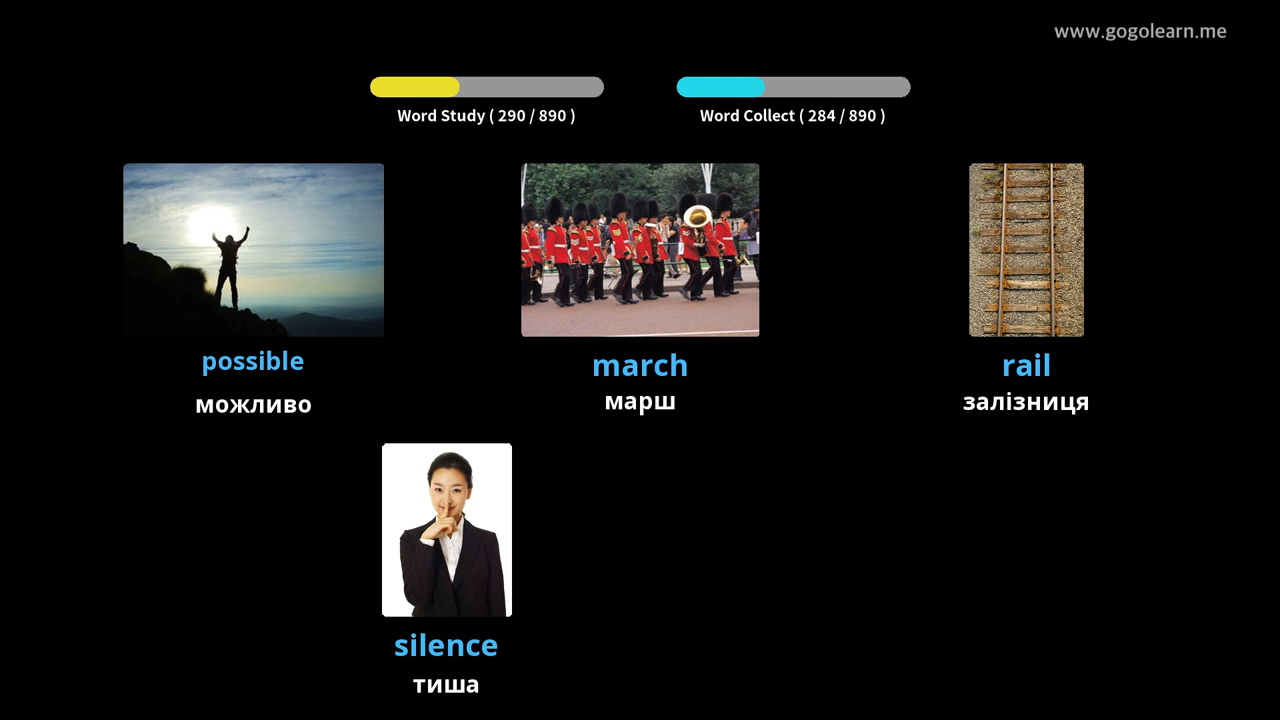 www.gogolearn.me
Word Study ( 290 / 890 )
Word Collect ( 284 / 890 )
possible
можливо
march
марш
rail
залізниця
silence
тиша